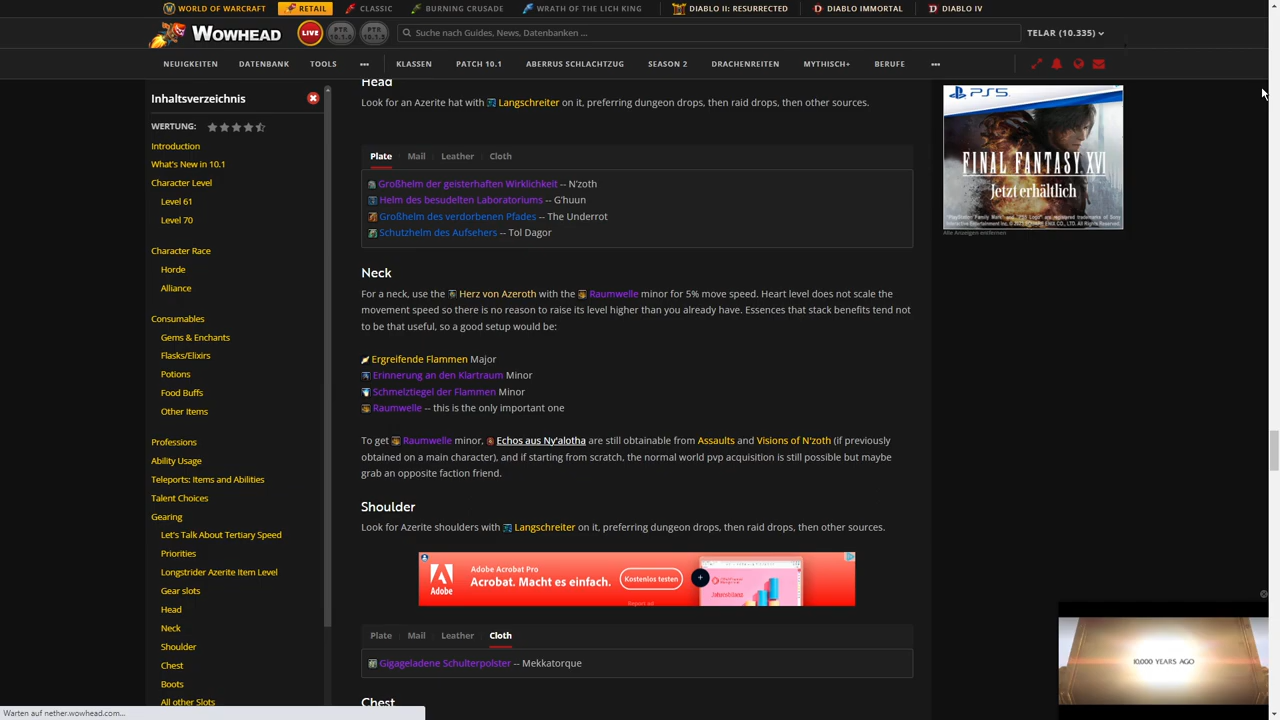 WORLD OF WARCRAFT RETAIL CLASSIC BURNING CRUSADE WRATH OF THE LICH KING DIABLO II: RESURRECTED DIABLO IMMORTAL DIABLO IV
WOWHEAD LIVE PTR 10.1.0 PTR 10.1.5 Suche nach Guides, News, Datenbanken ... TELAR (10.335)
NEUIGKEITEN DATENBANK TOOLS ••• KLASSEN PATCH 10.1 ABERRUS SCHLACHTZUG SEASON 2 DRACHENREITEN MYTHISCH+ BERUFE •••
Inhaltsverzeichnis
WERTUNG:
Introduction
What's New in 10.1
Character Level
Level 61
Level 70
Character Race
Horde
Alliance
Consumables
Gems & Enchants
Flasks/Elixirs
Potions
Food Buffs
Other Items
Professions
Ability Usage
Teleports: Items and Abilities
Talent Choices
Gearing
Let's Talk About Tertiary Speed
Priorities
Longstrider Azerite Item Level
Gear slots
Head
Neck
Shoulder
Chest
Boots
All other Slots
Head
Look for an Azerite hat with Langschreiter on it, preferring dungeon drops, then raid drops, then other sources.
Plate Mail Leather Cloth
Großhelm der geisterhaften Wirklichkeit -- N'zoth
Helm des besudelten Laboratoriums -- G'huun
Großhelm des verdorbenen Pfades -- The Underrot
Schutzhelm des Aufsehers -- Tol Dagor
Neck
For a neck, use the Herz von Azeroth with the Raumwelle minor for 5% move speed. Heart level does not scale the
movement speed so there is no reason to raise its level higher than you already have. Essences that stack benefits tend not
to be that useful, so a good setup would be:
Ergreifende Flammen Major
Erinnerung an den Klartraum Minor
Schmelztiegel der Flammen Minor
Raumwelle -- this is the only important one
To get Raumwelle minor, Echos aus Ny'alotha are still obtainable from Assaults and Visions of N'zoth (if previously
obtained on a main character), and if starting from scratch, the normal world pvp acquisition is still possible but maybe
grab an opposite faction friend.
Shoulder
Look for Azerite shoulders with Langschreiter on it, preferring dungeon drops, then raid drops, then other sources.
Adobe
Adobe Acrobat Pro
Acrobat. Macht es einfach.
Kostenlos testen
Plate Mail Leather Cloth
Gigageladene Schulterpolster -- Mekkatorque
Chest
PS5
FINAL FANTASY XVI
Jetzt erhältlich
Alle Anzeigen entfernen
10,000 YEARS AGO
Warten auf nether.wowhead.com...